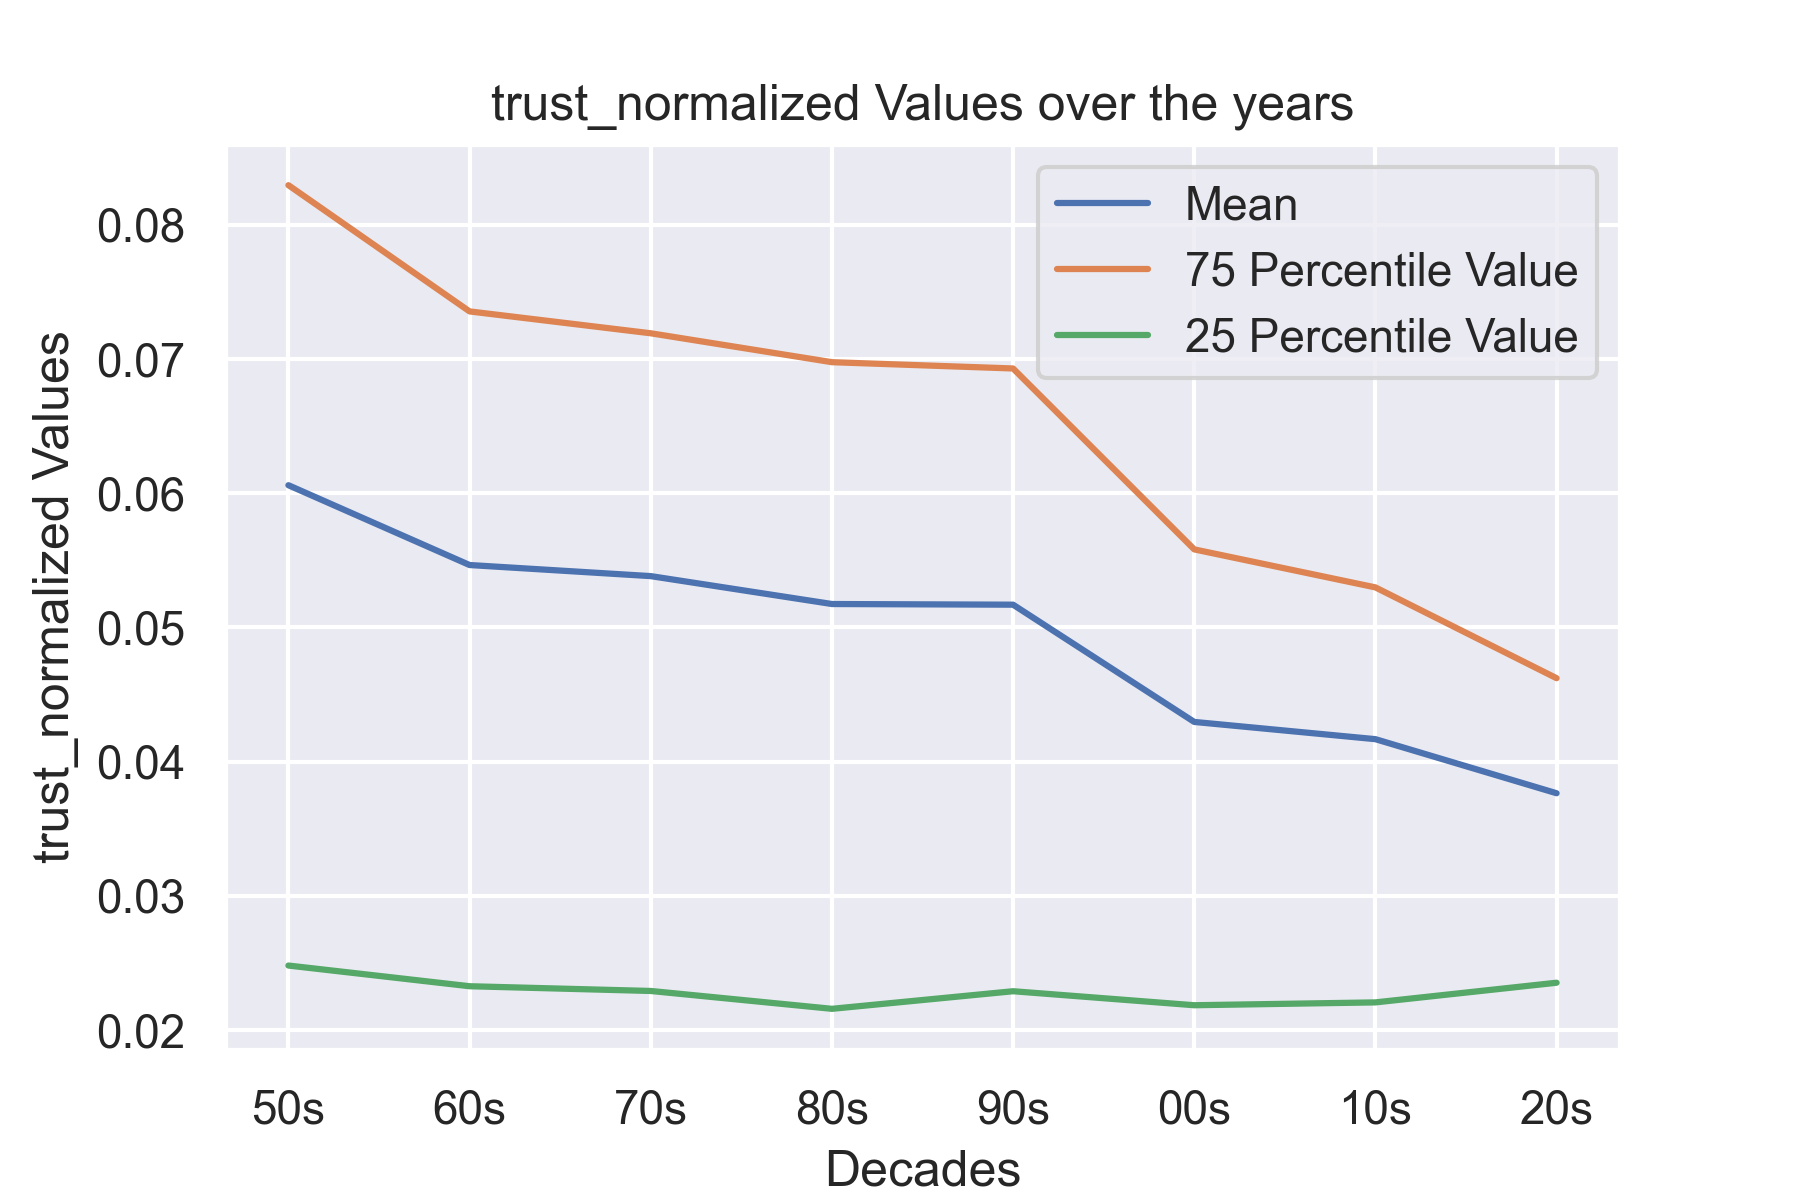 trust_normalized Values over the years
Mean
75 Percentile Value
25 Percentile Value
trust_normalized Values
0.08
0.07
0.06
0.05
0.04
0.03
0.02
50s 60s 70s 80s 90s 00s 10s 20s
Decades